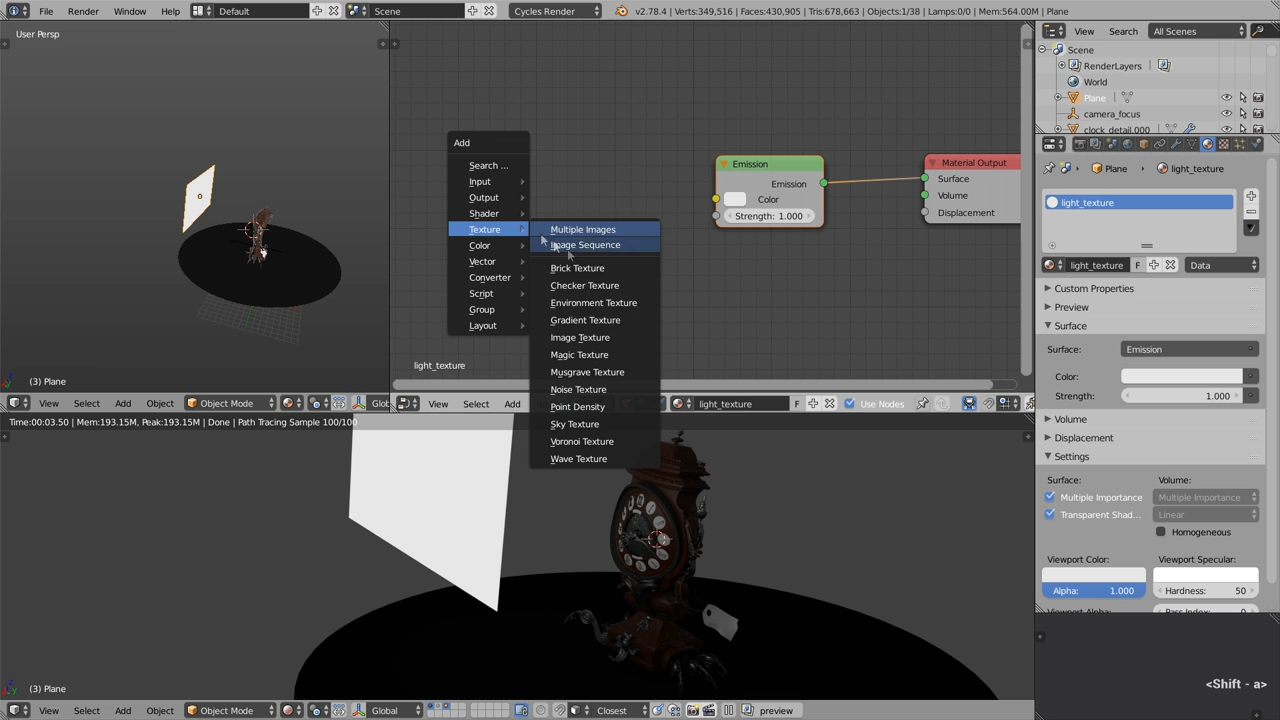 File Render Window Help Default Scene Cycles Render v2.78.4 | Verts:349,516 | Faces:430,905 | Tris:678,663 | Objects:1/38 | Lamps:0/0 | Mem:564.00M | Plane
User Persp
(3) Plane
View Select Add Object Object Mode Glob
Add
Search ...
Input
Output
Shader
Texture
Color
Vector
Converter
Script
Group
Layout
Multiple Images
Image Sequence
Brick Texture
Checker Texture
Environment Texture
Gradient Texture
Image Texture
Magic Texture
Musgrave Texture
Noise Texture
Point Density
Sky Texture
Voronoi Texture
Wave Texture
Emission
Emission
Color
Strength: 1.000
Material Output
Surface
Volume
Displacement
light_texture
View Select Add light_texture F Use Nodes
View Search All Scenes
Scene
RenderLayers
World
Plane
camera_focus
clock_detail.000
Plane light_texture
light_texture
light_texture F Data
Custom Properties
Preview
Surface
Surface: Emission
Color:
Strength: 1.000
Volume
Displacement
Settings
Surface: Volume:
Multiple Importance Multiple Importance
Transparent Shad... Linear
Homogeneous
Viewport Color: Viewport Specular:
Alpha: 1.000 Hardness: 50
Viewport Alpha: Pass Index: 0
Time:00:03.50 | Mem:193.15M, Peak:193.15M | Done | Path Tracing Sample 100/100
(3) Plane
View Select Add Object Object Mode Global Closest preview
<Shift - a>